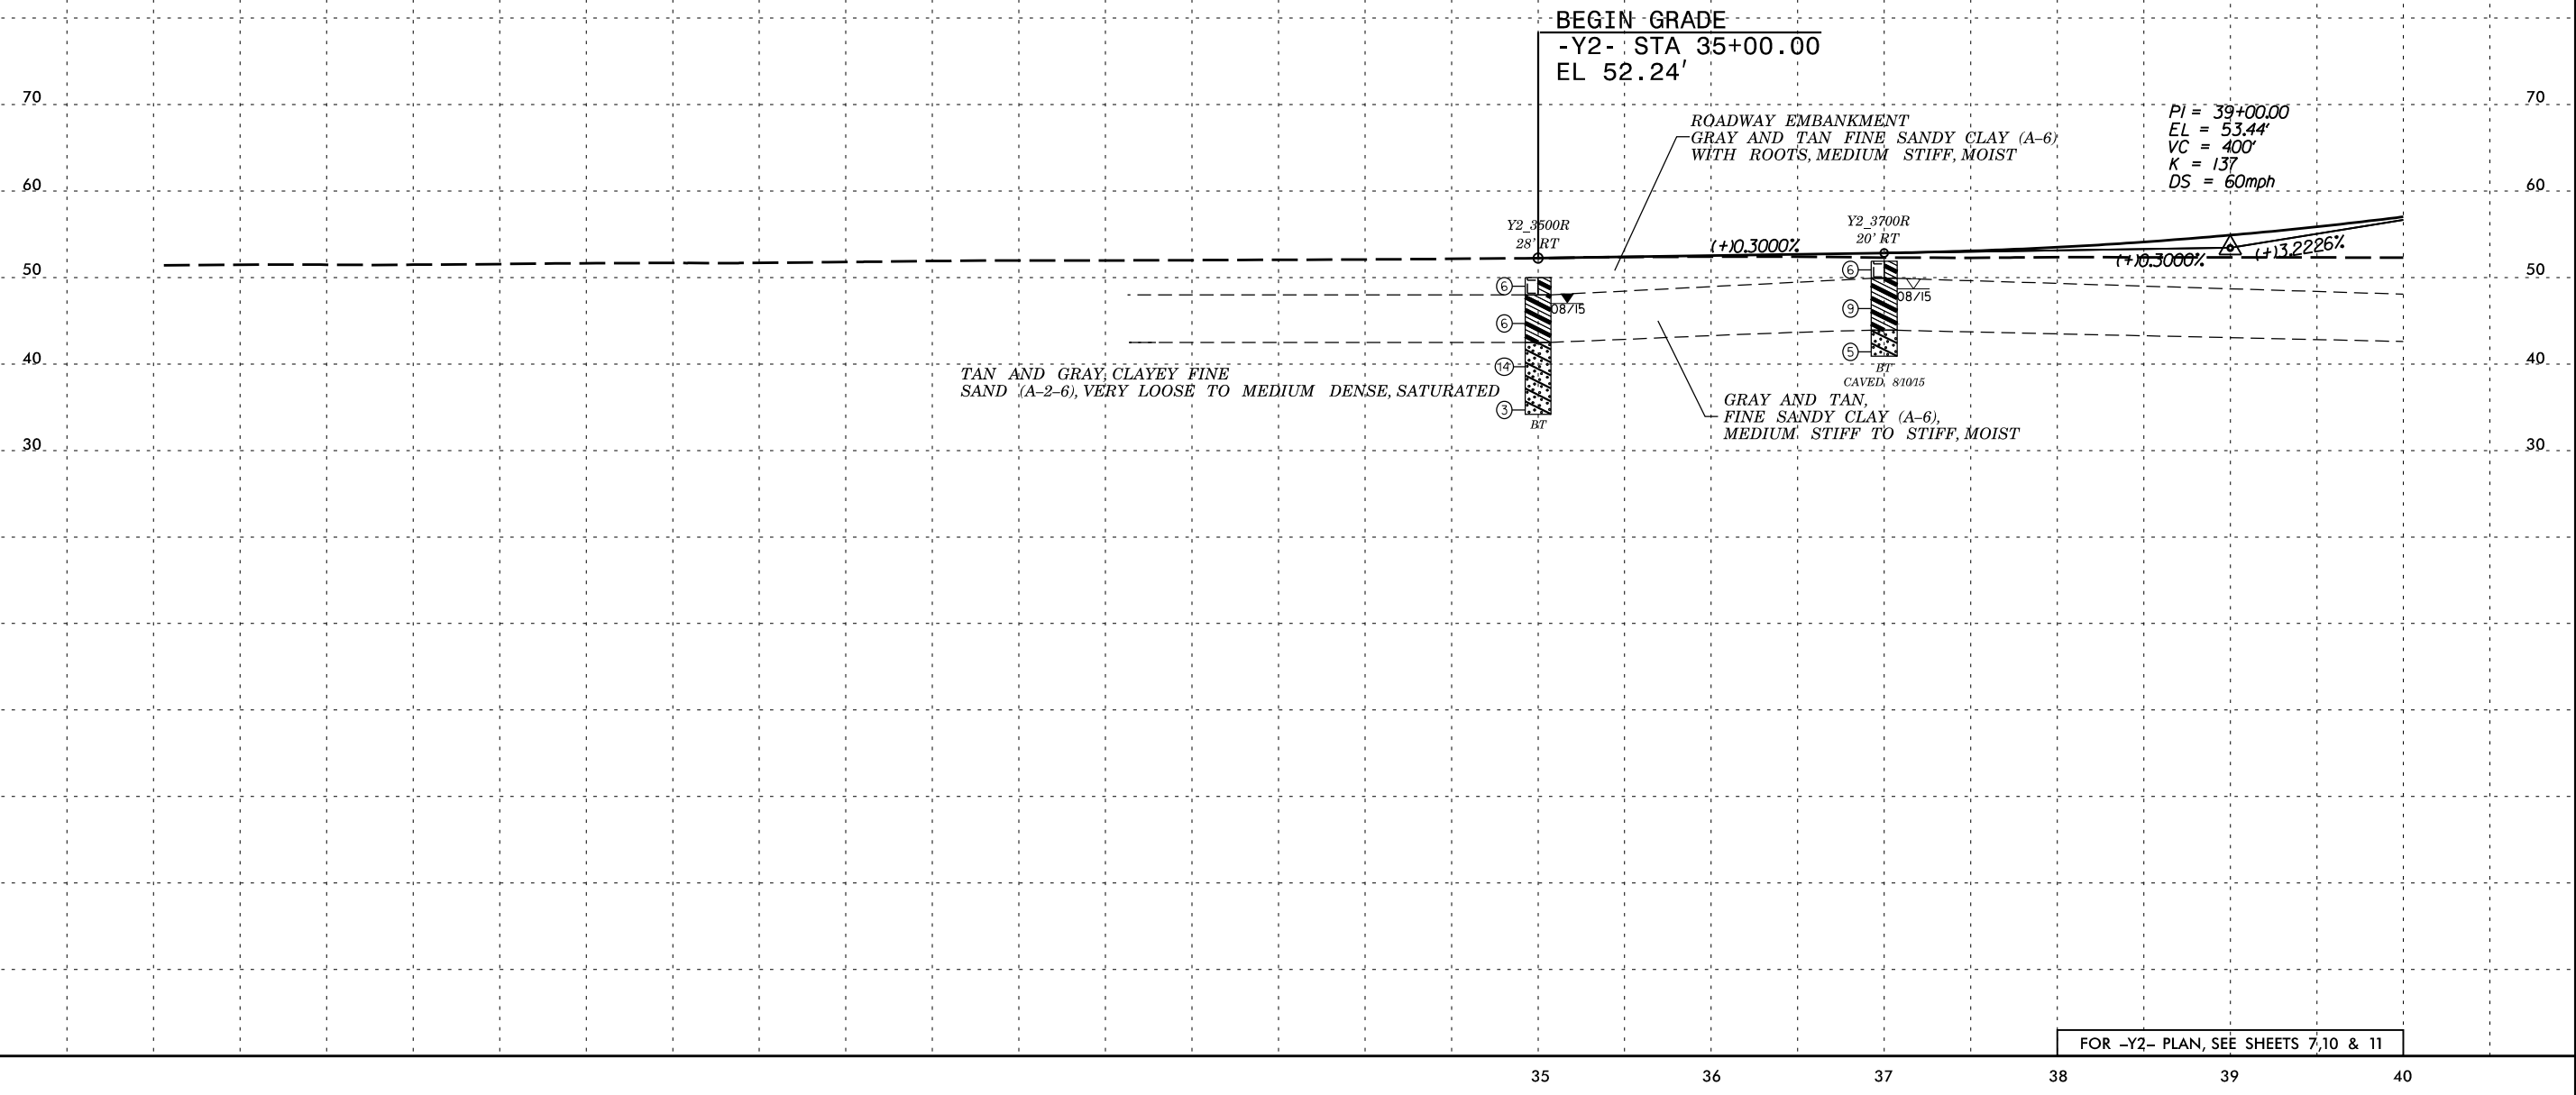 BEGIN GRADE
-Y2- STA 35+00.00
EL 52.24'
70
70
PI = 39+00.00
EL = 53.44'
VC = 400'
K = 137
DS = 60mph
ROADWAY EMBANKMENT
GRAY AND TAN FINE SANDY CLAY (A-6)
WITH ROOTS, MEDIUM STIFF, MOIST
60
60
Y2_3500R
28' RT
Y2_3700R
20' RT
(+)0.3000%
(+)0.3000%
(+)3.2226%
50
50
6
6
14
3
08/15
BT
6
9
5
08/15
BT
CAVED 8/10/15
40
40
TAN AND GRAY, CLAYEY FINE
SAND (A-2-6), VERY LOOSE TO MEDIUM DENSE, SATURATED
GRAY AND TAN,
FINE SANDY CLAY (A-6),
MEDIUM STIFF TO STIFF, MOIST
30
30
FOR -Y2- PLAN, SEE SHEETS 7,10 & 11
35 36 37 38 39 40